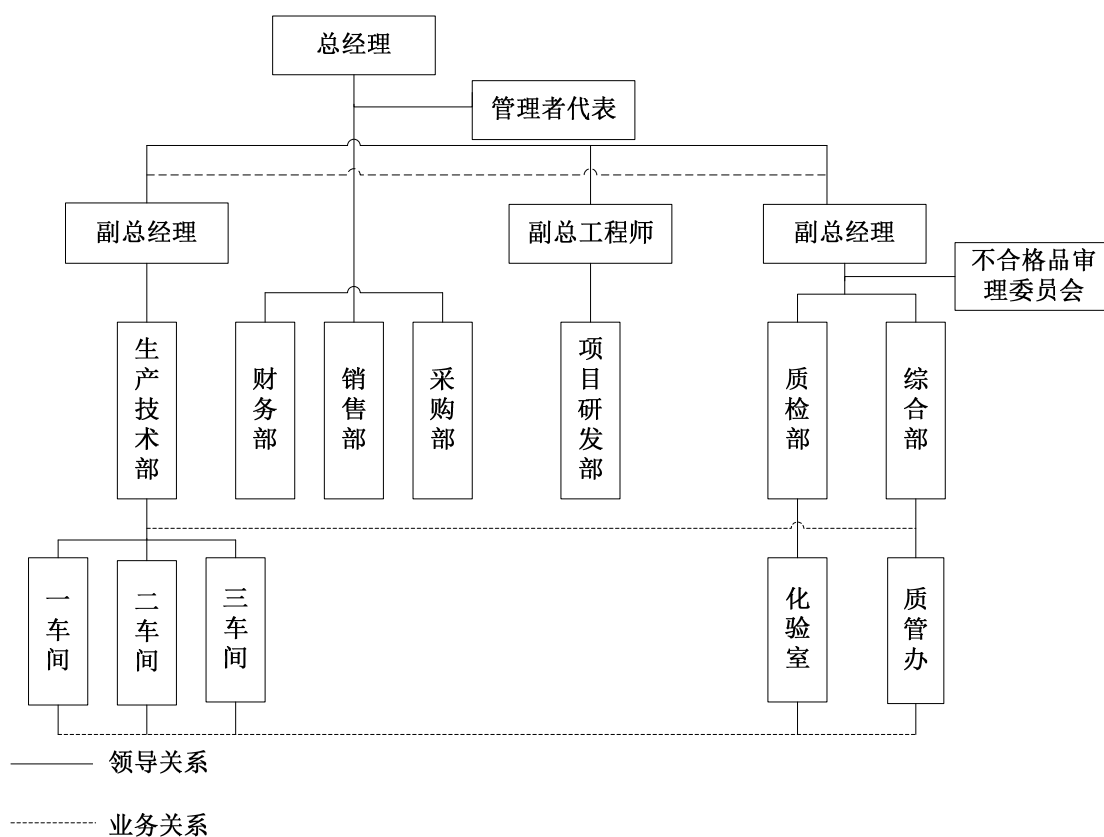 总经理
管理者代表
副总经理
副总工程师
副总经理
不合格品审
理委员会
生产技术部
财务部
销售部
采购部
项目研发部
质检部
综合部
一车间
二车间
三车间
化验室
质管办
领导关系
业务关系